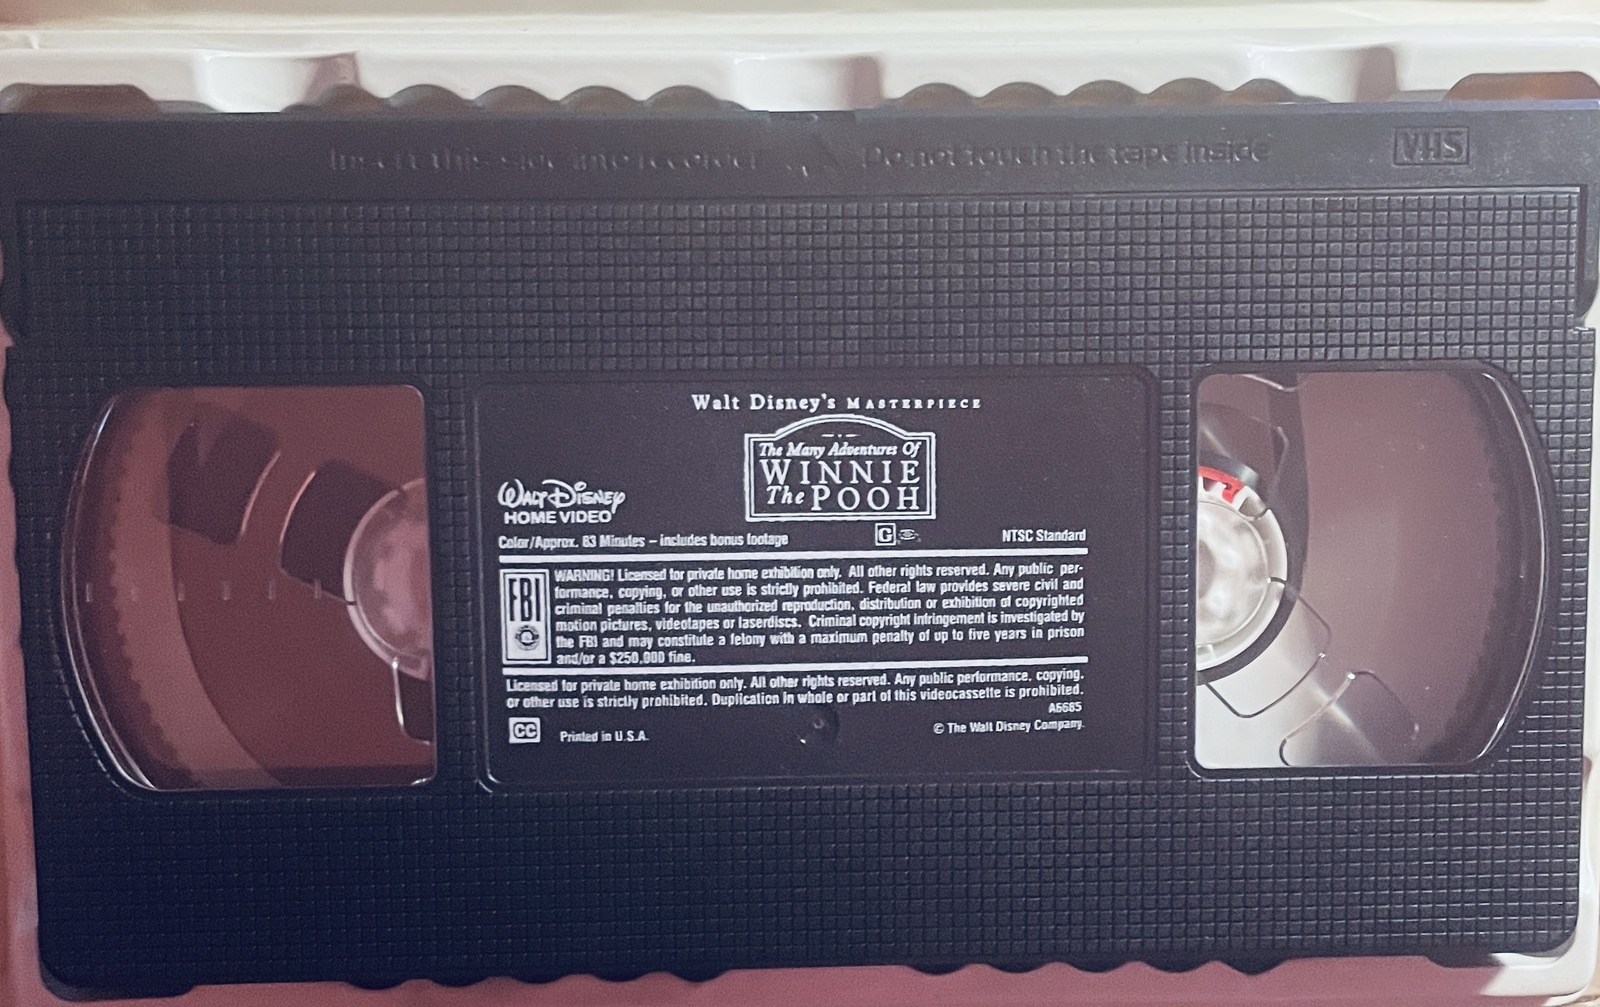 Insert this side into recorder Do not touch the tape inside VHS
Walt Disney's MASTERPIECE
The Many Adventures Of
WINNIE
The POOH
WALT DISNEY
HOME VIDEO
Color/Approx. 83 Minutes – includes bonus footage G NTSC Standard
FBI
WARNING! Licensed for private home exhibition only. All other rights reserved. Any public per-
formance, copying, or other use is strictly prohibited. Federal law provides severe civil and
criminal penalties for the unauthorized reproduction, distribution or exhibition of copyrighted
motion pictures, videotapes or laserdiscs. Criminal copyright infringement is investigated by
the FBI and may constitute a felony with a maximum penalty of up to five years in prison
and/or a $250,000 fine.
Licensed for private home exhibition only. All other rights reserved. Any public performance, copying,
or other use is strictly prohibited. Duplication in whole or part of this videocassette is prohibited.
A6685
CC Printed in U.S.A. © The Walt Disney Company.